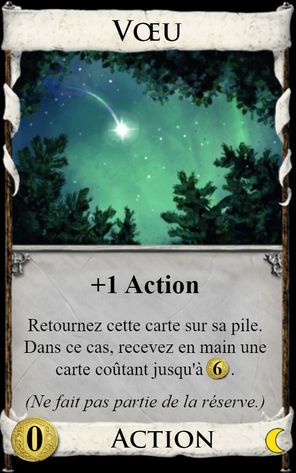 Vœu
+1 Action
Retournez cette carte sur sa pile.
Dans ce cas, recevez en main une
carte coûtant jusqu'à 6.
(Ne fait pas partie de la réserve.)
0 Action